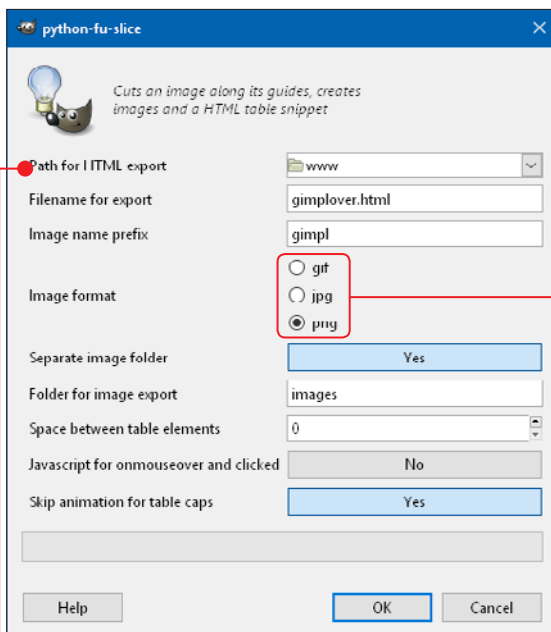 python-fu-slice
Cuts an image along its guides, creates
images and a HTML table snippet
Path for HTML export
www
Filename for export
gimplover.html
Image name prefix
gimpl
Image format
gif
jpg
png
Separate image folder
Yes
Folder for image export
images
Space between table elements
0
Javascript for onmouseover and clicked
No
Skip animation for table caps
Yes
Help
OK
Cancel